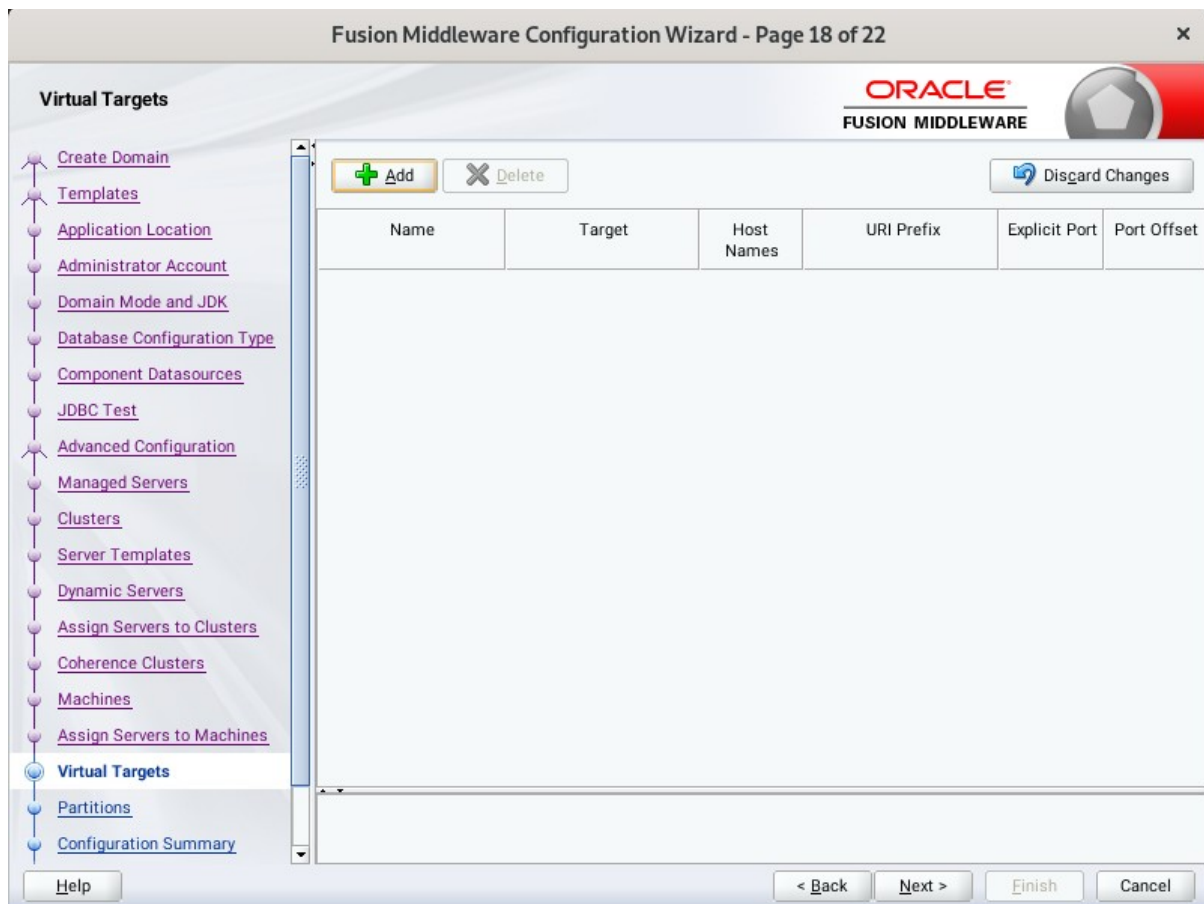 Fusion Middleware Configuration Wizard - Page 18 of 22
Virtual Targets
ORACLE
FUSION MIDDLEWARE
Create Domain
Templates
Application Location
Administrator Account
Domain Mode and JDK
Database Configuration Type
Component Datasources
JDBC Test
Advanced Configuration
Managed Servers
Clusters
Server Templates
Dynamic Servers
Assign Servers to Clusters
Coherence Clusters
Machines
Assign Servers to Machines
Virtual Targets
Partitions
Configuration Summary
Add Delete Discard Changes
Name Target Host Names URI Prefix Explicit Port Port Offset
Help < Back Next > Finish Cancel